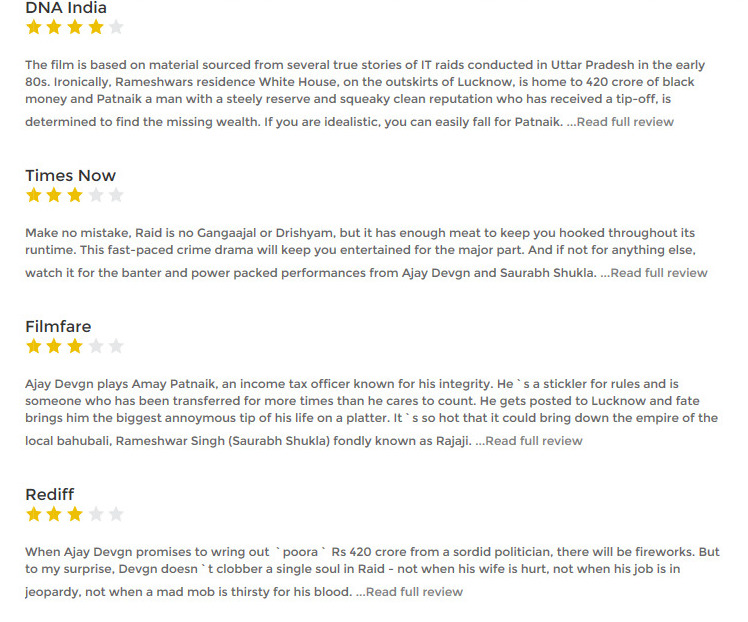 DNA India
The film is based on material sourced from several true stories of IT raids conducted in Uttar Pradesh in the early
80s. Ironically, Rameshwars residence White House, on the outskirts of Lucknow, is home to 420 crore of black
money and Patnaik a man with a steely reserve and squeaky clean reputation who has received a tip-off, is
determined to find the missing wealth. If you are idealistic, you can easily fall for Patnaik. ...Read full review
Times Now
Make no mistake, Raid is no Gangaajal or Drishyam, but it has enough meat to keep you hooked throughout its
runtime. This fast-paced crime drama will keep you entertained for the major part. And if not for anything else,
watch it for the banter and power packed performances from Ajay Devgn and Saurabh Shukla. ...Read full review
Filmfare
Ajay Devgn plays Amay Patnaik, an income tax officer known for his integrity. He `s a stickler for rules and is
someone who has been transferred for more times than he cares to count. He gets posted to Lucknow and fate
brings him the biggest annoymous tip of his life on a platter. It `s so hot that it could bring down the empire of the
local bahubali, Rameshwar Singh (Saurabh Shukla) fondly known as Rajaji. ...Read full review
Rediff
When Ajay Devgn promises to wring out `poora` Rs 420 crore from a sordid politician, there will be fireworks. But
to my surprise, Devgn doesn `t clobber a single soul in Raid - not when his wife is hurt, not when his job is in
jeopardy, not when a mad mob is thirsty for his blood. ...Read full review